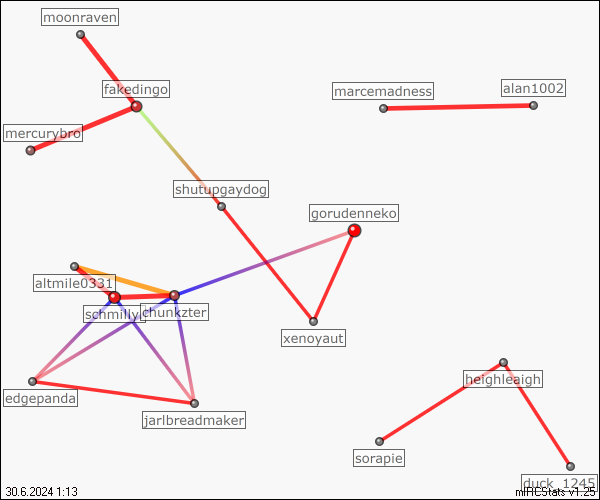 moonraven
fakedingo
marcemadness
alan1002
mercurybro
shutupgaydog
gorudenneko
altmile0331
schmilly
chunkzter
xenoyaut
edgepanda
jarlbreadmaker
heighleaigh
sorapie
duck_1245
30.6.2024 1:13
mIRCStats v1.25